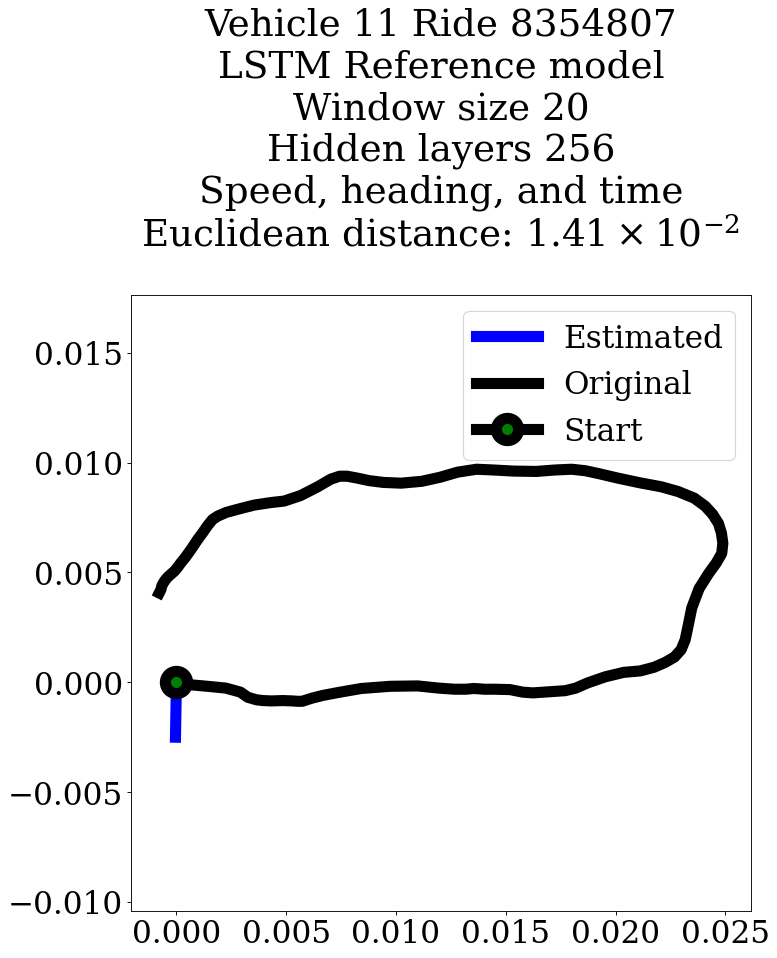 Vehicle 11 Ride 8354807
LSTM Reference model
Window size 20
Hidden layers 256
Speed, heading, and time
Euclidean distance: 1.41 × 10⁻²
Estimated
Original
Start
0.015
0.010
0.005
0.000
−0.005
−0.010
0.000 0.005 0.010 0.015 0.020 0.025